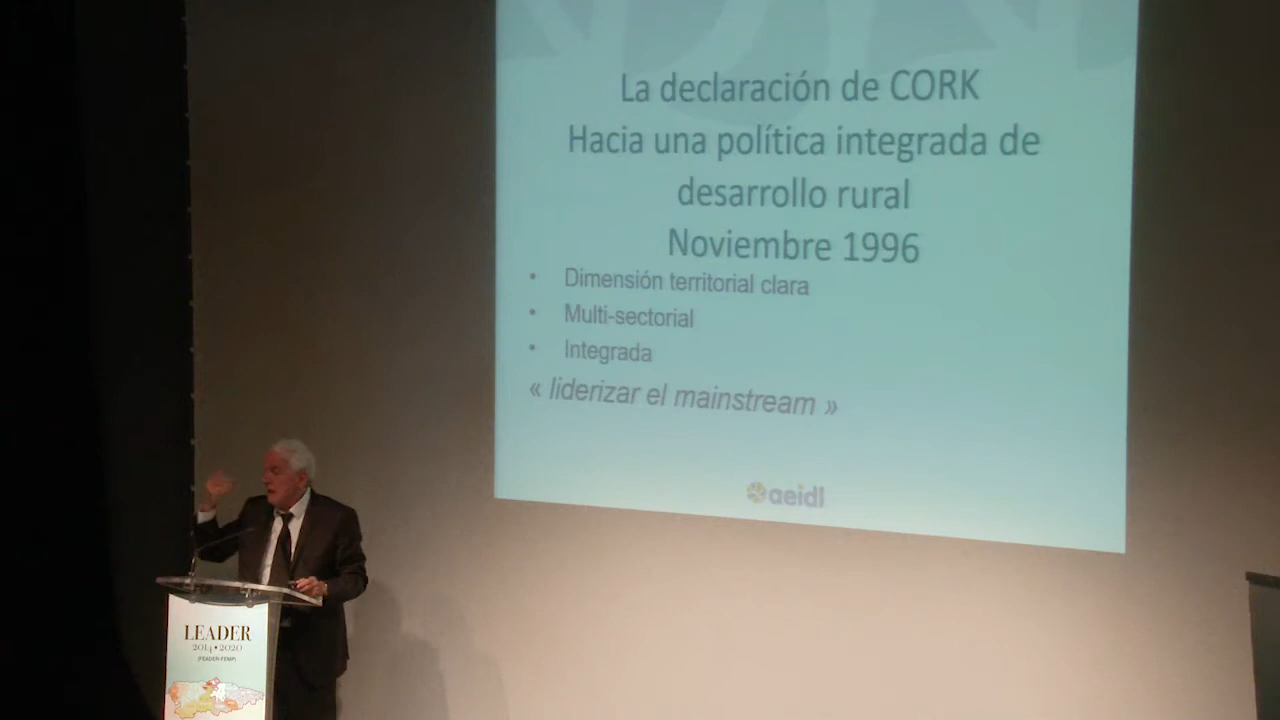 La declaración de CORK
Hacia una política integrada de
desarrollo rural
Noviembre 1996
• Dimensión territorial clara
• Multi-sectorial
• Integrada
« liderizar el mainstream »
aeidl
LEADER
2014•2020
(FEADER-FEMP)